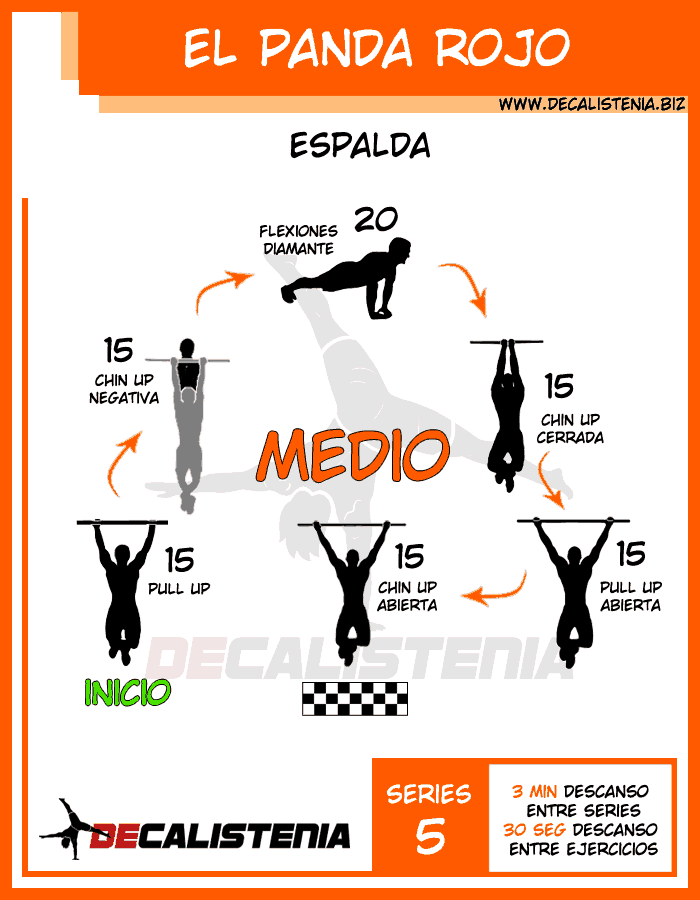 EL PANDA ROJO
WWW.DECALISTENIA.BIZ
ESPALDA
20
FLEXIONES
DIAMANTE
15
CHIN UP
NEGATIVA
15
CHIN UP
CERRADA
MEDIO
15
PULL UP
15
CHIN UP
ABIERTA
15
PULL UP
ABIERTA
DECALISTENIA
INICIO
DECALISTENIA
SERIES
5
3 MIN DESCANSO
ENTRE SERIES
30 SEG DESCANSO
ENTRE EJERCICIOS